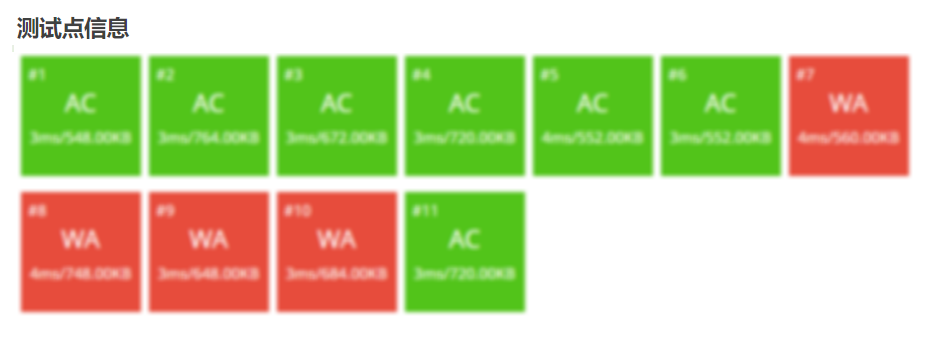 测试点信息
#1 #2 #3 #4 #5 #6 #7
AC AC AC AC AC AC WA
3ms/548.00KB 3ms/764.00KB 3ms/672.00KB 3ms/720.00KB 4ms/552.00KB 3ms/552.00KB 4ms/560.00KB
#8 #9 #10 #11
WA WA WA AC
4ms/748.00KB 3ms/648.00KB 3ms/684.00KB 3ms/720.00KB